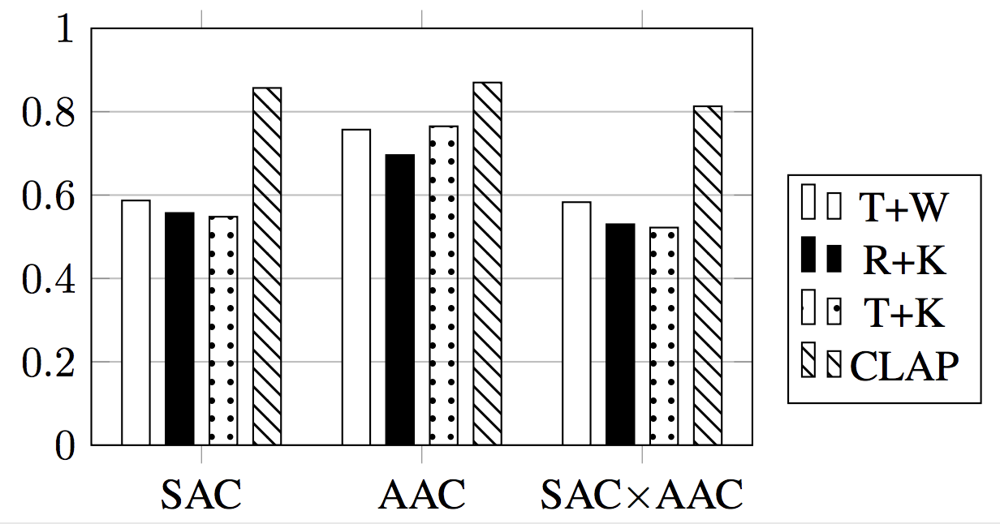 1
0.8
0.6
0.4
0.2
0
SAC AAC SAC×AAC
T+W
R+K
T+K
CLAP